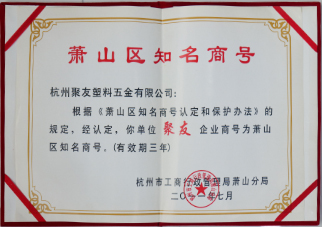 萧山区知名商号
杭州聚友塑料五金有限公司:
根据《萧山区知名商号认定和保护办法》的
规定,经认定,你单位 聚友 企业商号为萧山
区知名商号。(有效期三年)
杭州市工商行政管理局萧山分局
二〇一一年七月